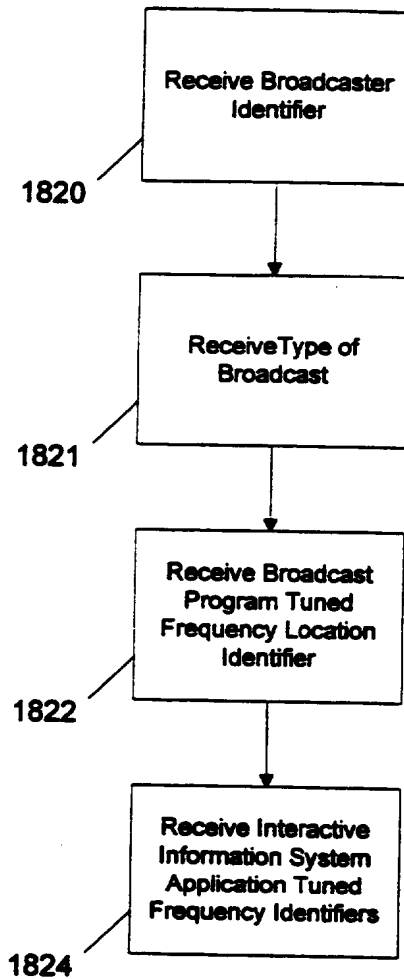 Receive Broadcaster
Identifier
1820
ReceiveType of
Broadcast
1821
Receive Broadcast
Program Tuned
Frequency Location
Identifier
1822
Receive Interactive
Information System
Application Tuned
Frequency Identifiers
1824